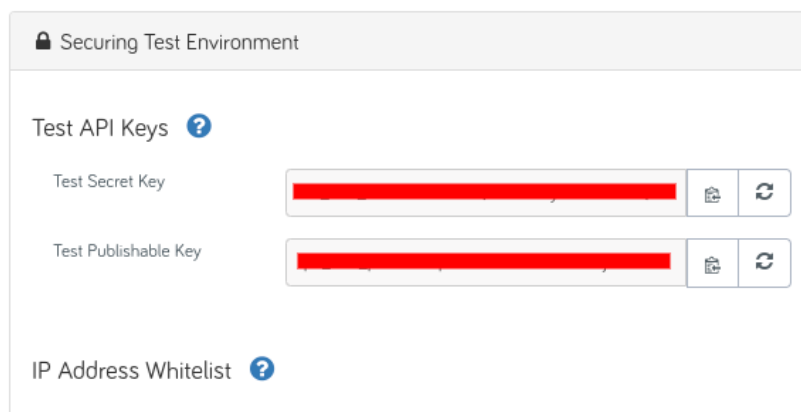 Securing Test Environment
Test API Keys ?
Test Secret Key
Test Publishable Key
IP Address Whitelist ?